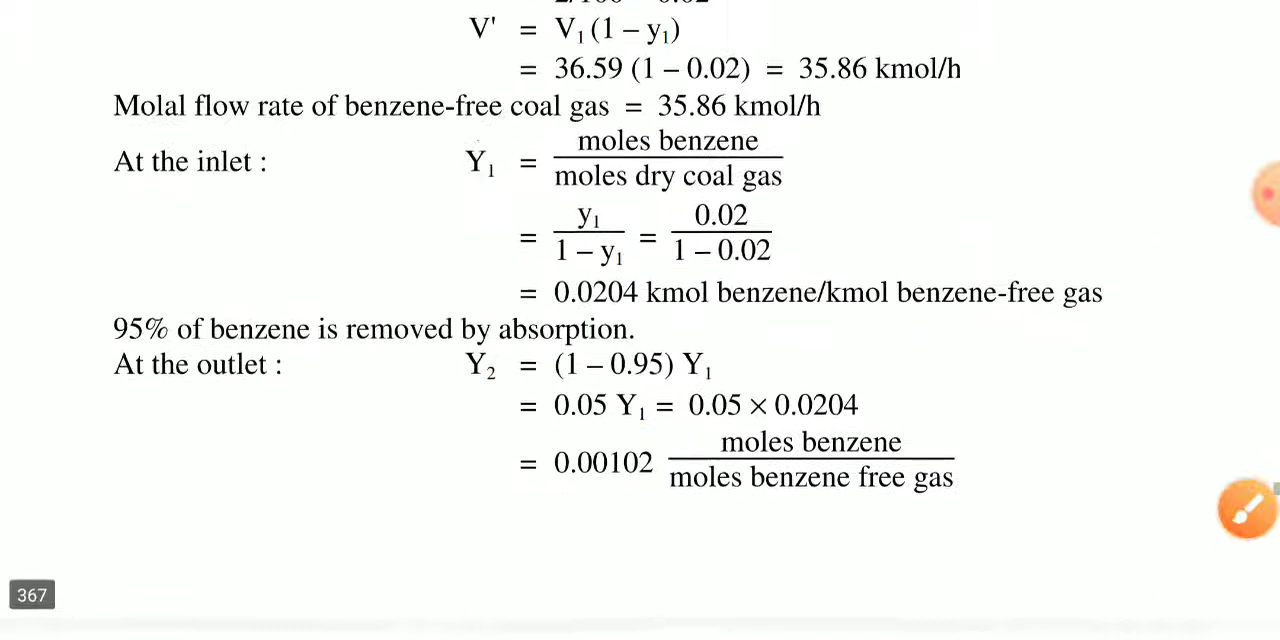 V' = V₁ (1 – y₁)
= 36.59 (1 – 0.02) = 35.86 kmol/h
Molal flow rate of benzene-free coal gas = 35.86 kmol/h
At the inlet : Y₁ = moles benzene / moles dry coal gas
= y₁ / 1 – y₁ = 0.02 / 1 – 0.02
= 0.0204 kmol benzene/kmol benzene-free gas
95% of benzene is removed by absorption.
At the outlet : Y₂ = (1 – 0.95) Y₁
= 0.05 Y₁ = 0.05 × 0.0204
= 0.00102 moles benzene / moles benzene free gas
367